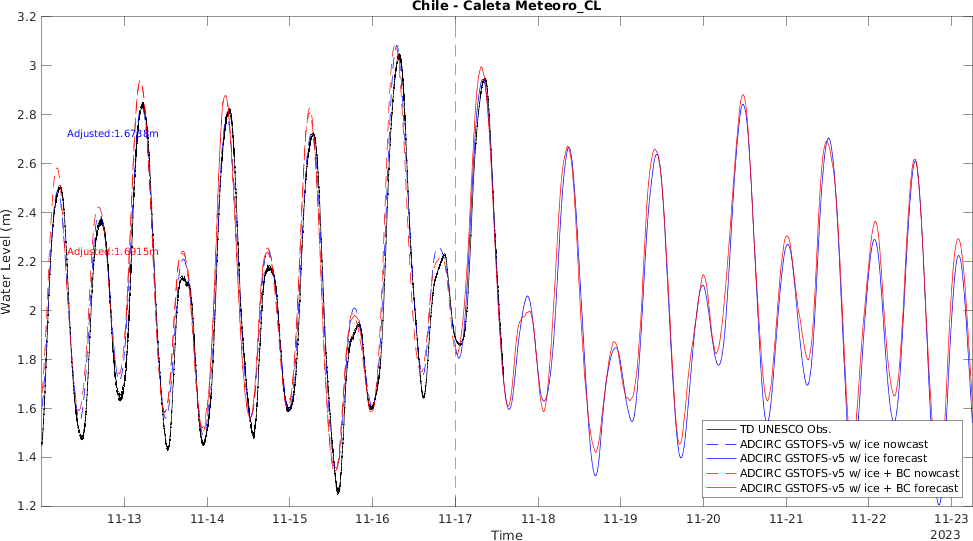 Chile - Caleta Meteoro_CL
Water Level (m)
3.2
3
2.8
2.6
2.4
2.2
2
1.8
1.6
1.4
1.2
Adjusted:1.6738m
Adjusted:1.6915m
TD UNESCO Obs.
ADCIRC GSTOFS-v5 w/ ice nowcast
ADCIRC GSTOFS-v5 w/ ice forecast
ADCIRC GSTOFS-v5 w/ ice + BC nowcast
ADCIRC GSTOFS-v5 w/ ice + BC forecast
11-13 11-14 11-15 11-16 11-17 11-18 11-19 11-20 11-21 11-22 11-23
2023
Time